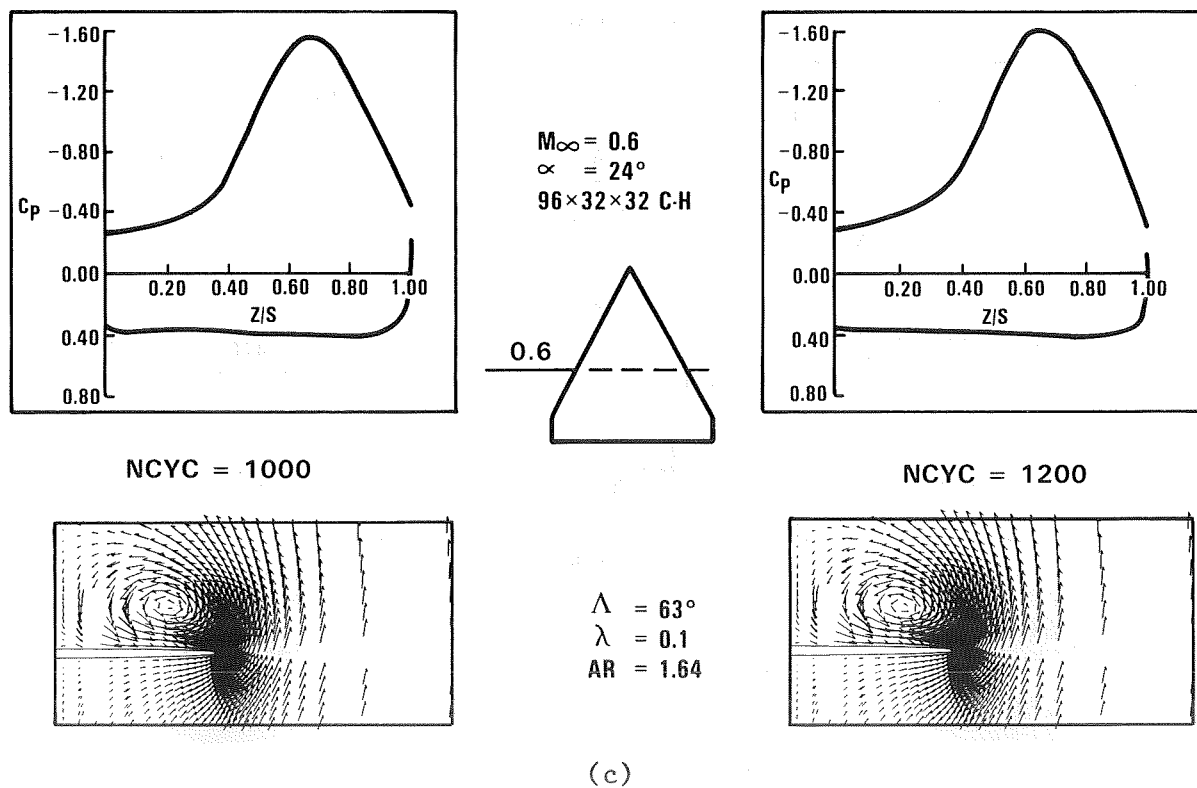 -1.60
-1.20
-0.80
CP -0.40
0.00
0.20 0.40 0.60 0.80 1.00
Z/S
0.40
0.80
M∞ = 0.6
∝ = 24°
96×32×32 C-H
0.6
-1.60
-1.20
-0.80
CP
-0.40
0.00
0.20 0.40 0.60 0.80 1.00
Z/S
0.40
0.80
NCYC = 1000
NCYC = 1200
Λ = 63°
λ = 0.1
AR = 1.64
(c)